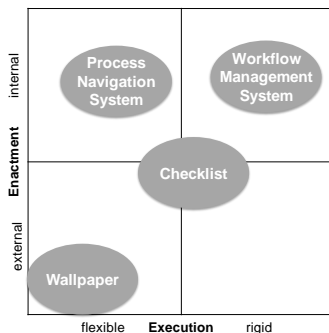 Process
Navigation
System
Workflow
Management
System
Checklist
Wallpaper
internal
Enactment
external
flexible Execution rigid